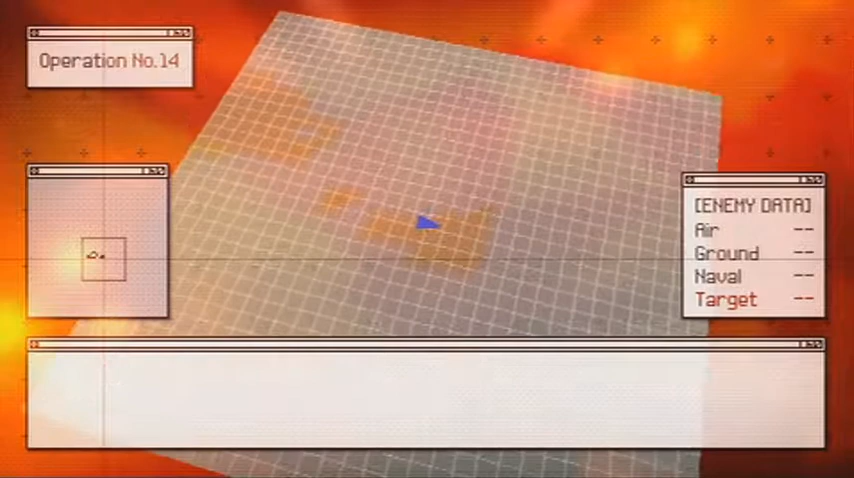 Operation No.14
[ENEMY DATA]
Air --
Ground --
Naval --
Target --